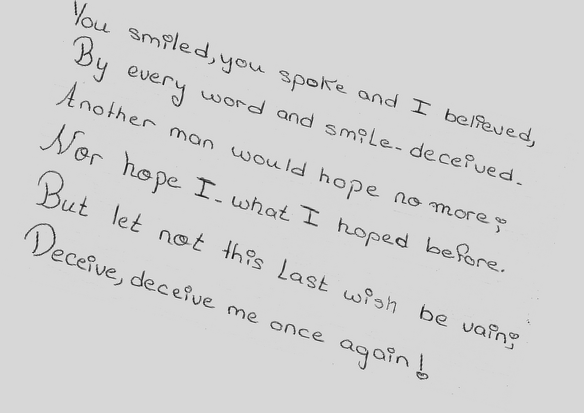 You smiled, you spoke and I believed,
By every word and smile - deceived.
Another man would hope no more;
Nor hope I - what I hoped before.
But let not this last wish be vain;
Deceive, deceive me once again!